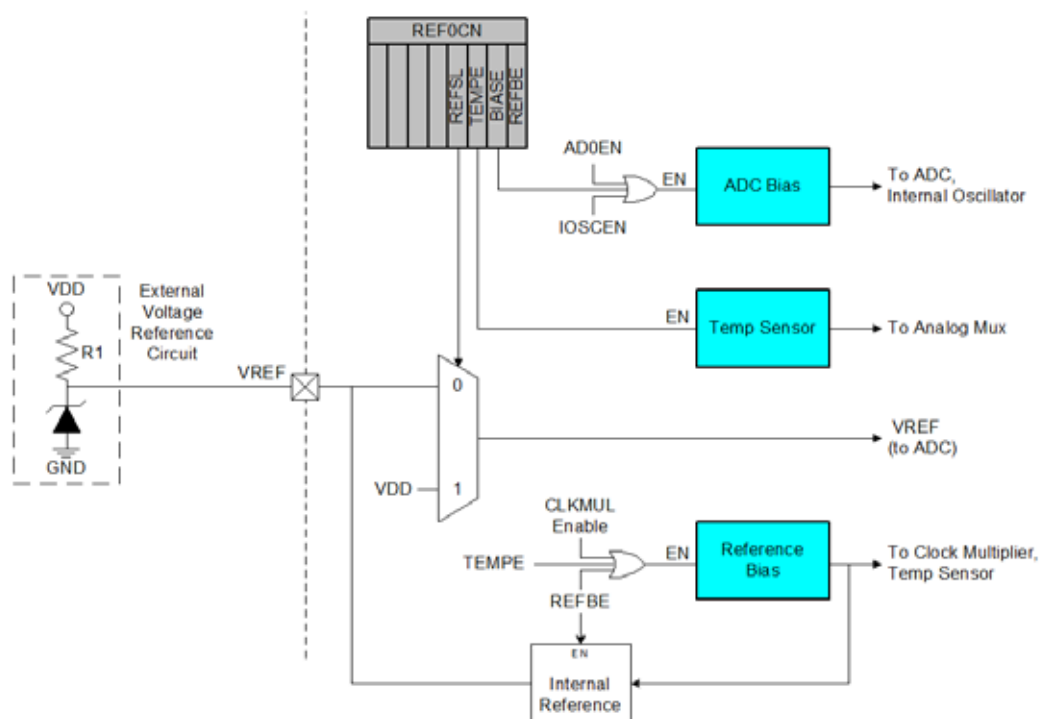 REF0CN
REFSL
TEMPE
BIASE
REFBE
AD0EN
IOSCEN
EN
ADC Bias
To ADC,
Internal Oscillator
EN
Temp Sensor
To Analog Mux
VDD
R1
GND
External
Voltage
Reference
Circuit
VREF
0
VDD
1
VREF
(to ADC)
CLKMUL
Enable
TEMPE
REFBE
EN
Reference
Bias
To Clock Multiplier,
Temp Sensor
EN
Internal
Reference